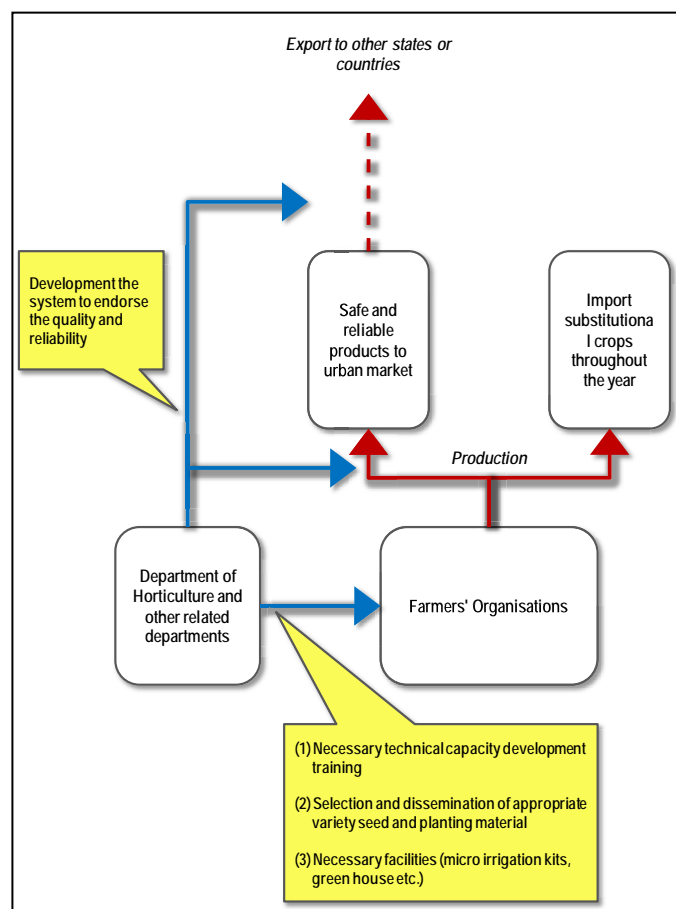 Export to other states or
countries
Development the
system to endorse
the quality and
reliability
Safe and
reliable
products to
urban market
Import
substitutiona
l crops
throughout
the year
Production
Department of
Horticulture and
other related
departments
Farmers' Organisations
(1) Necessary technical capacity development
training
(2) Selection and dissemination of appropriate
variety seed and planting material
(3) Necessary facilities (micro irrigation kits,
green house etc.)